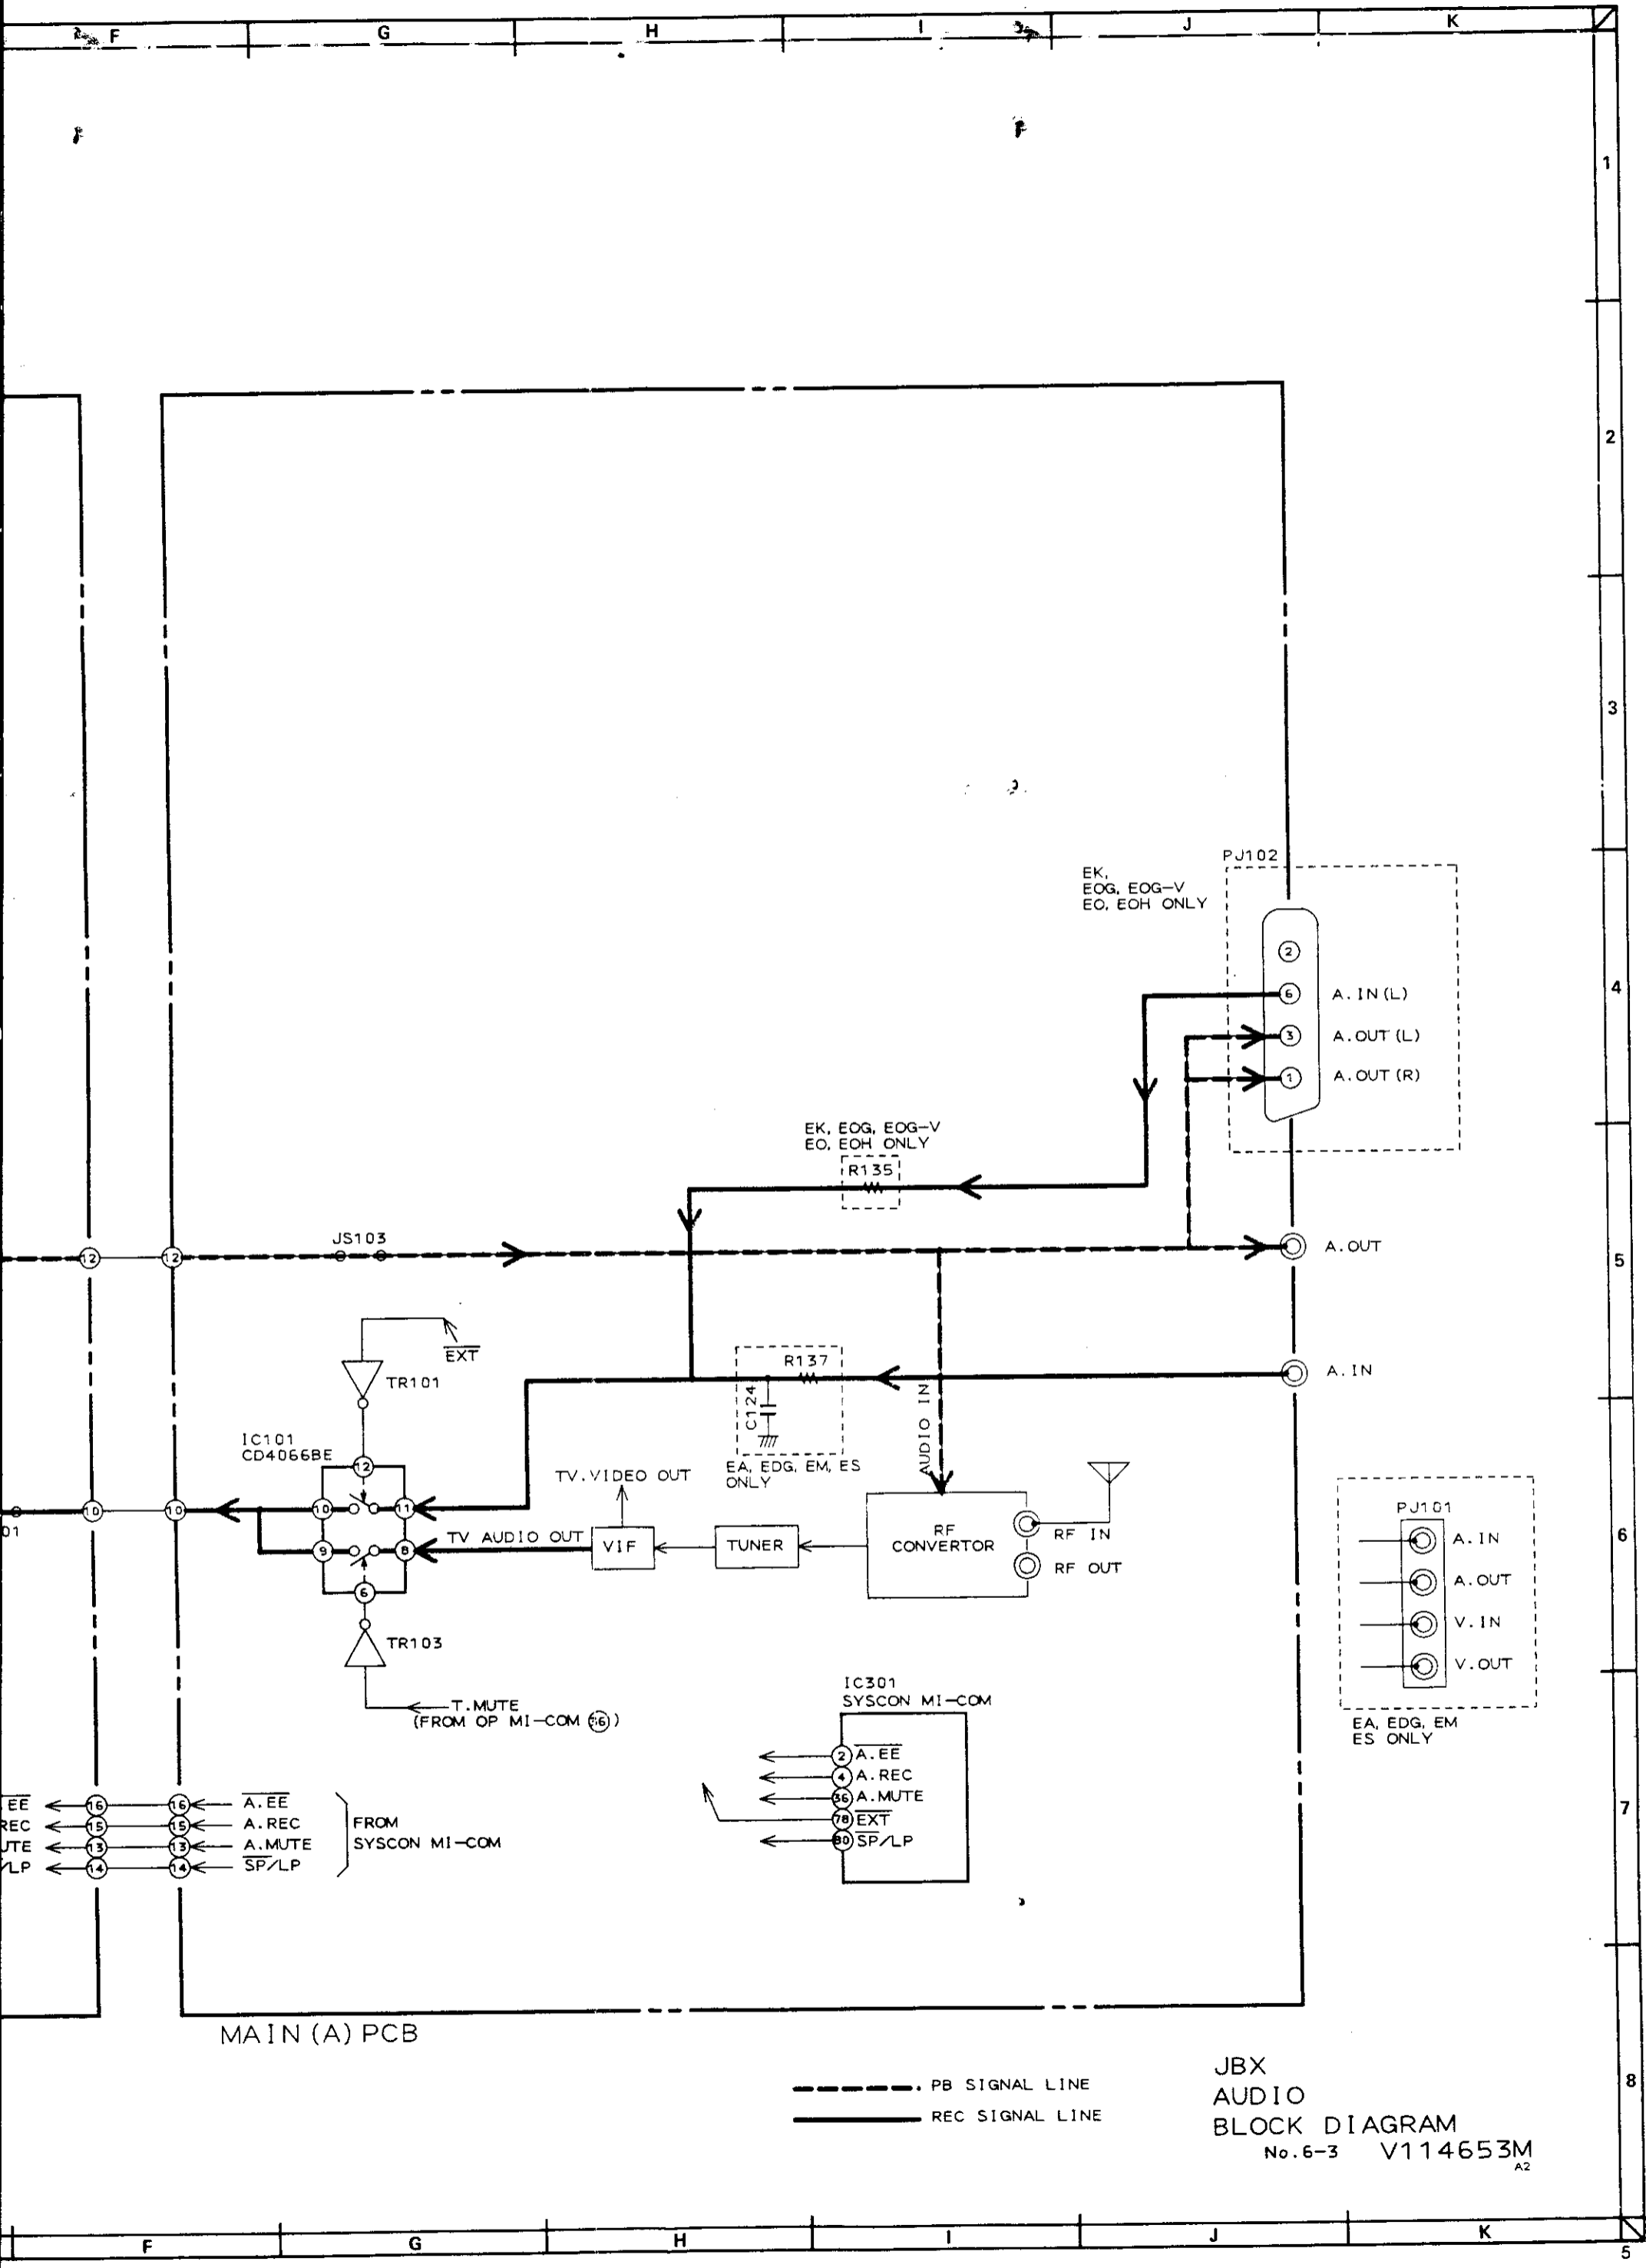 F G H I J K
1
2
3
PJ102
EK,
EOG, EOG-V
EO, EOH ONLY
2
4
6 A.IN(L)
3 A.OUT(L)
1 A.OUT(R)
EK, EOG, EOG-V
EO, EOH ONLY
R135
JS103
12 12
A.OUT
5
EXT
TR101
R137
C124
A.IN
AUDIO IN
IC101
CD4066BE
12
EA, EDG, EM, ES
ONLY
TV.VIDEO OUT
10 10
10 11
01
TV AUDIO OUT
9 8
VIF
TUNER
RF
CONVERTOR
RF IN
RF OUT
PJ101
A.IN
A.OUT
V.IN
V.OUT
6
6
TR103
T.MUTE
(FROM OP MI-COM 56)
IC301
SYSCON MI-COM
EA, EDG, EM
ES ONLY
2 A.EE
4 A.REC
36 A.MUTE
78 EXT
80 SP/LP
7
EE 16 16 A.EE
REC 15 15 A.REC
UTE 13 13 A.MUTE
/LP 14 14 SP/LP
FROM
SYSCON MI-COM
MAIN(A)PCB
PB SIGNAL LINE
REC SIGNAL LINE
JBX
AUDIO
BLOCK DIAGRAM
No.6-3 V114653M
A2
8
F G H I J K
5